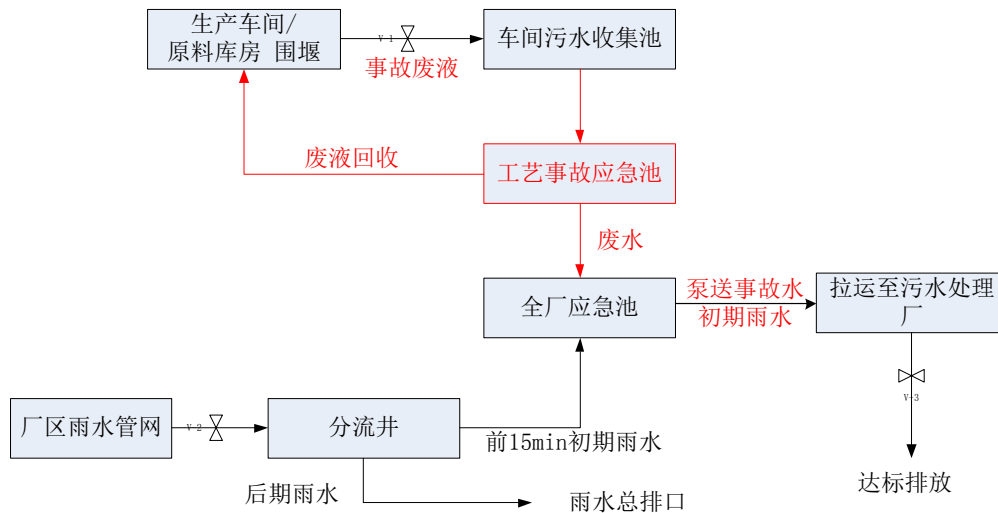 生产车间/
原料库房 围堰
V-1
事故废液
车间污水收集池
废液回收
工艺事故应急池
废水
全厂应急池
泵送事故水
初期雨水
拉运至污水处理
厂
V-3
达标排放
厂区雨水管网
V-2
分流井
前15min初期雨水
后期雨水
雨水总排口